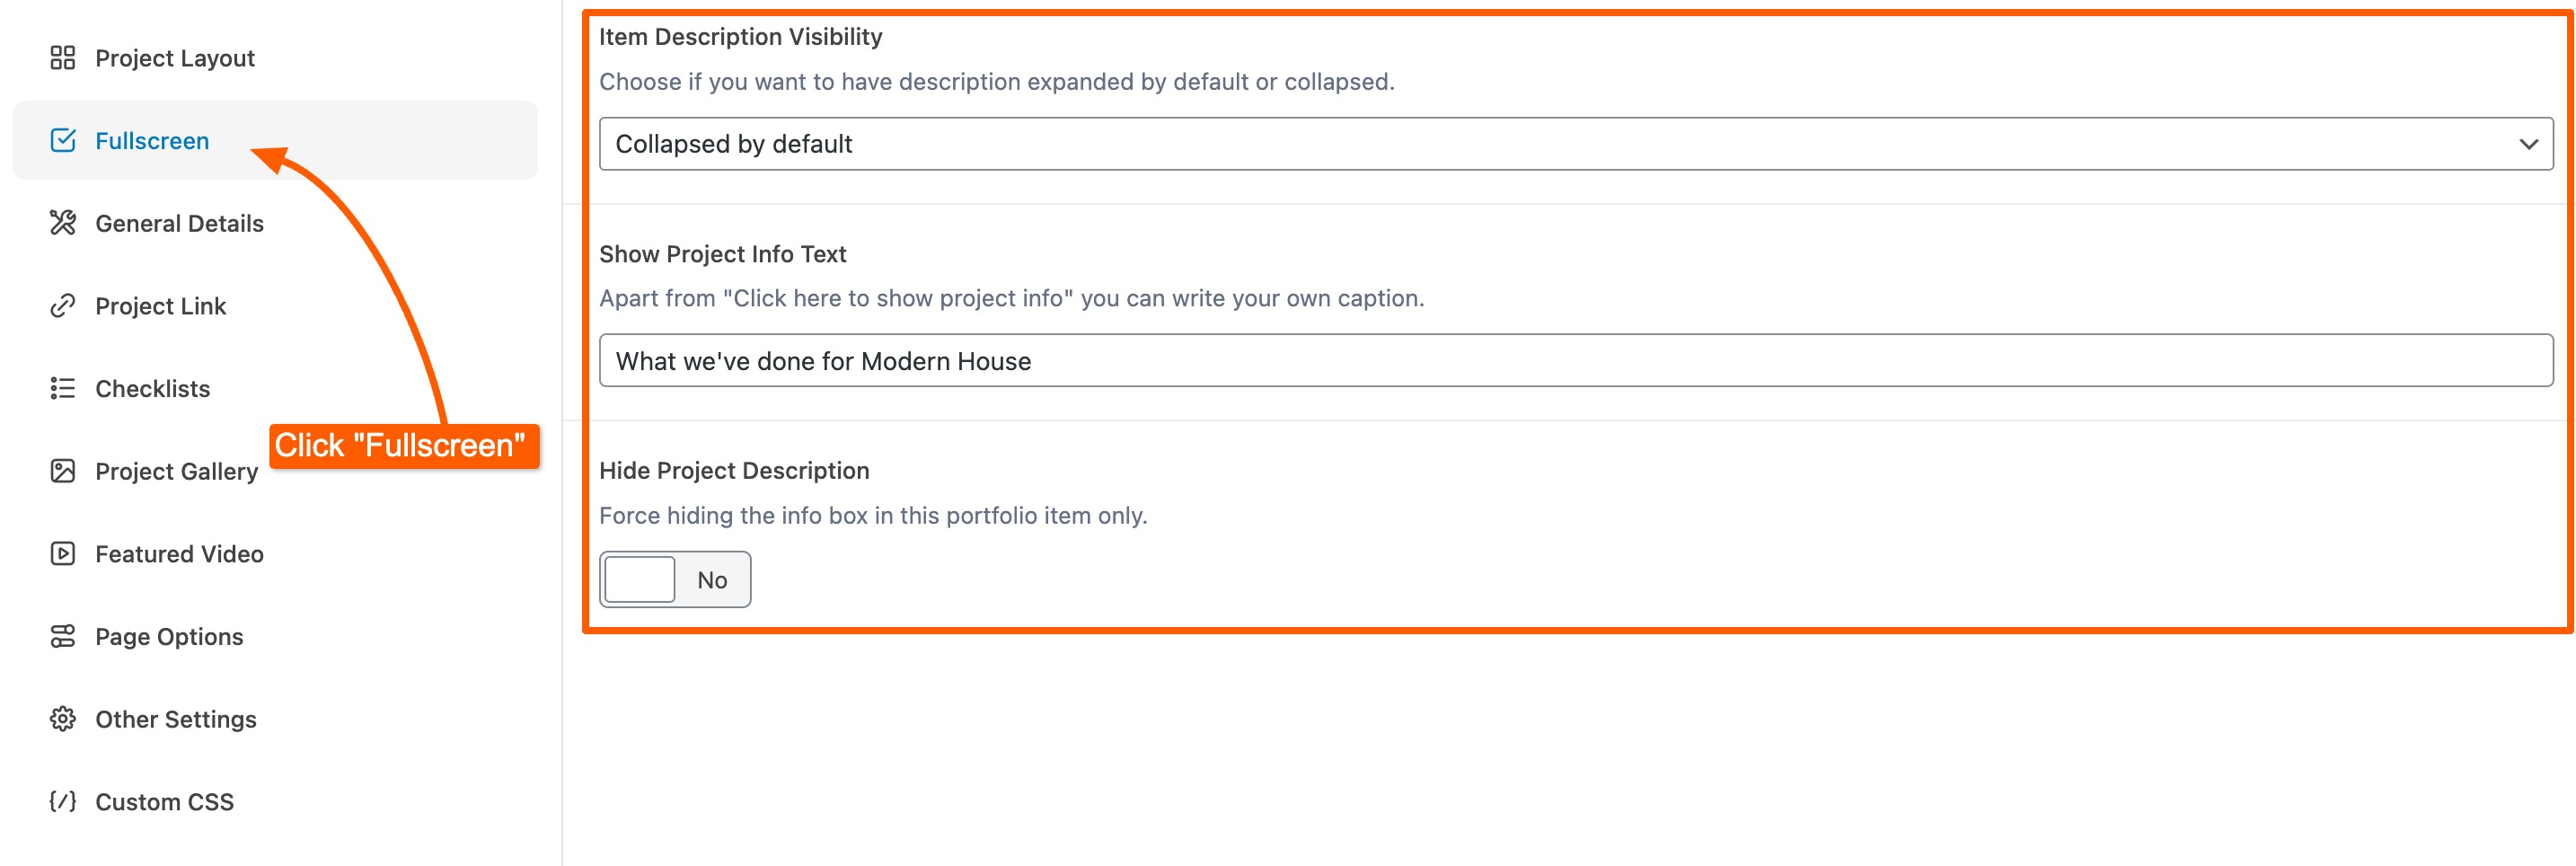 Project Layout
Fullscreen
General Details
Project Link
Checklists
Click "Fullscreen"
Project Gallery
Featured Video
Page Options
Other Settings
Custom CSS
Item Description Visibility
Choose if you want to have description expanded by default or collapsed.
Collapsed by default
Show Project Info Text
Apart from "Click here to show project info" you can write your own caption.
What we've done for Modern House
Hide Project Description
Force hiding the info box in this portfolio item only.
No